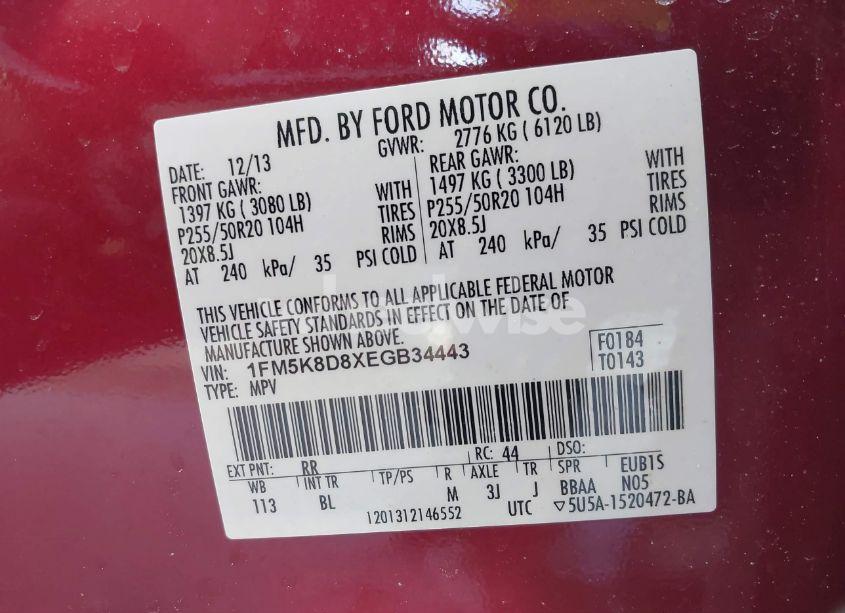 MFD. BY FORD MOTOR CO.
DATE: 12/13 GVWR: 2776 KG ( 6120 LB)
FRONT GAWR: WITH REAR GAWR: WITH
1397 KG ( 3080 LB) TIRES 1497 KG ( 3300 LB) TIRES
P255/50R20 104H RIMS P255/50R20 104H RIMS
20X8.5J 20X8.5J
AT 240 kPa/ 35 PSI COLD AT 240 kPa/ 35 PSI COLD
THIS VEHICLE CONFORMS TO ALL APPLICABLE FEDERAL MOTOR
VEHICLE SAFETY STANDARDS IN EFFECT ON THE DATE OF
MANUFACTURE SHOWN ABOVE.
VIN: 1FM5K8D8XEGB34443 F0184
TYPE: MPV T0143
EXT PNT: RR RC: 44 DSO:
WB INT TR TP/PS R AXLE TR SPR EUB1S
113 BL M 3J J BBAA N05
1201312146552 UTC ▽5U5A-1520472-BA